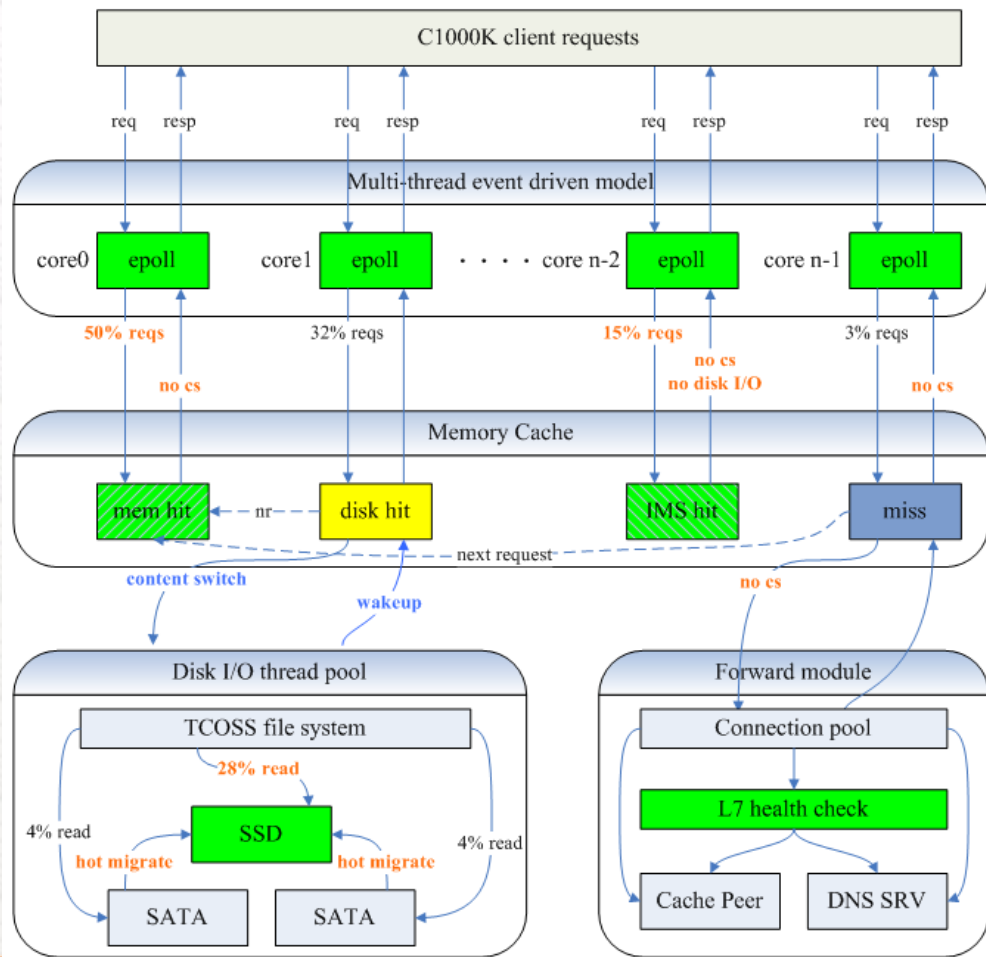 C1000K client requests
req resp req resp req resp req resp
Multi-thread event driven model
core0 epoll core1 epoll . . . . core n-2 epoll core n-1 epoll
50% reqs 32% reqs 15% reqs 3% reqs
no cs
no cs no disk I/O no cs
Memory Cache
mem hit nr disk hit IMS hit miss
next request
content switch
wakeup
no cs
Disk I/O thread pool Forward module
TCOSS file system Connection pool
28% read
4% read SSD 4% read L7 health check
hot migrate hot migrate
SATA SATA Cache Peer DNS SRV